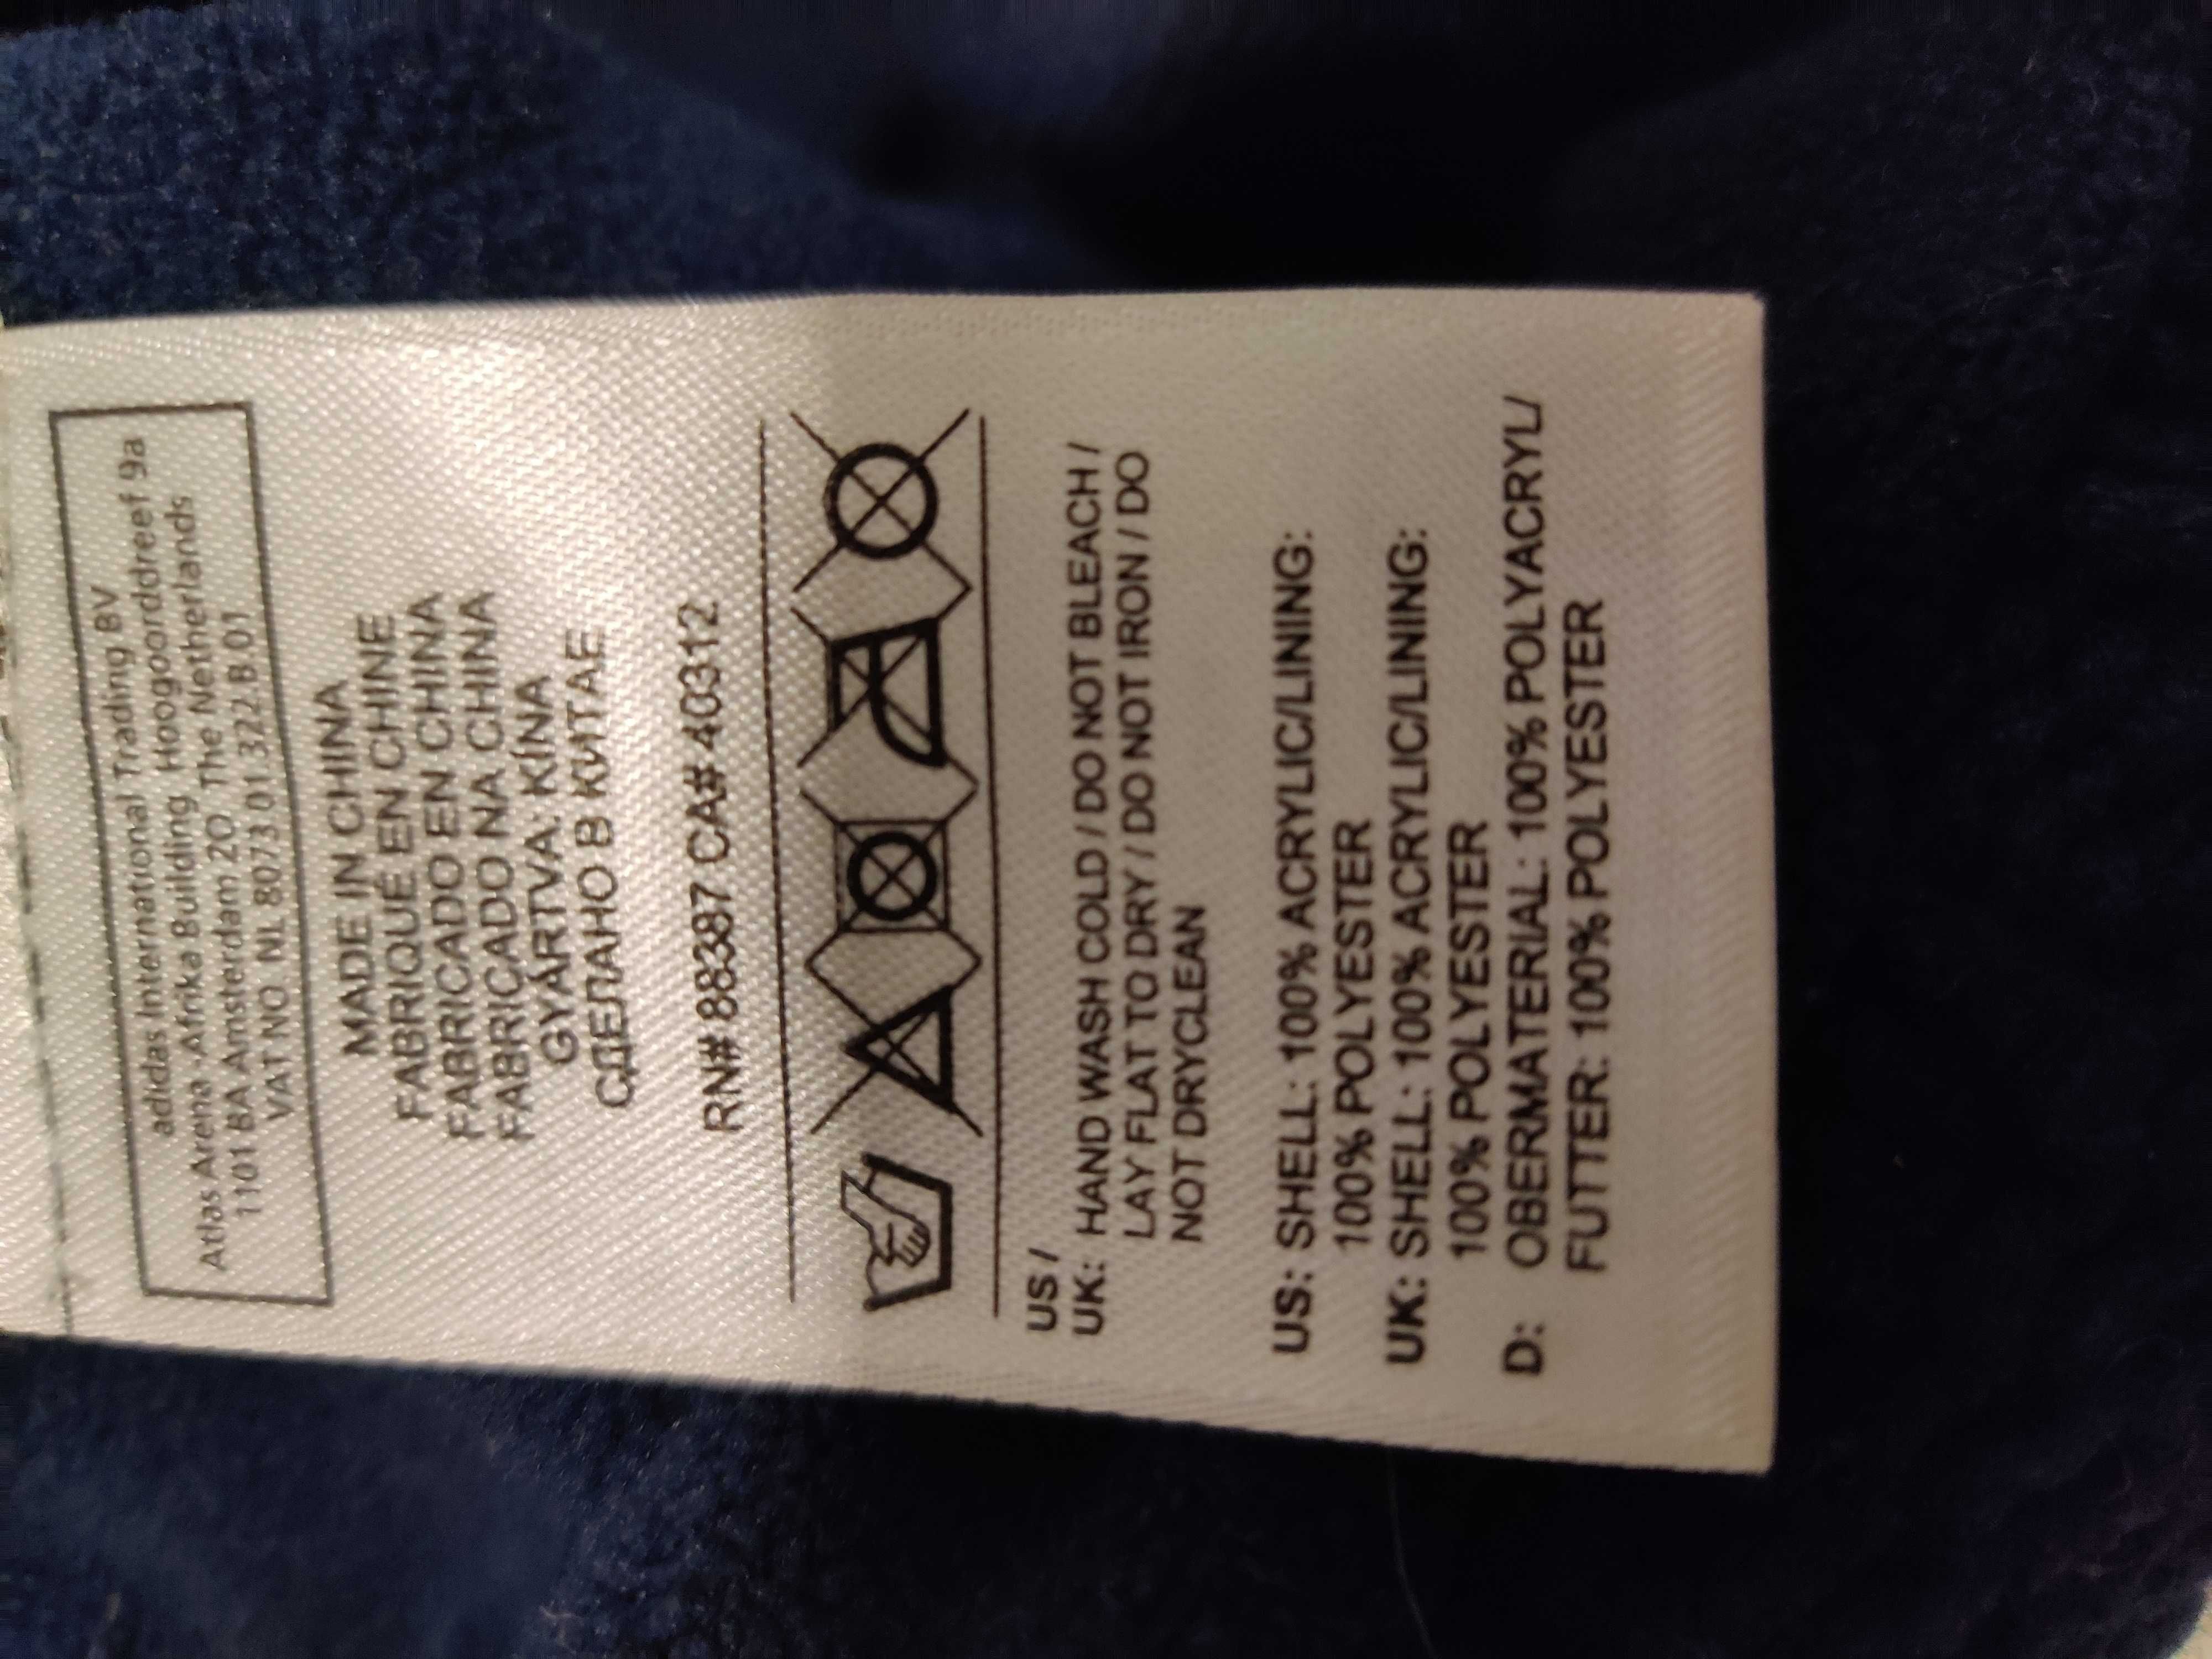 adidas International Trading BV
Atlas Arena Afrika Building Hoogoorddreef 9a
1101 BA Amsterdam ZO The Netherlands
VAT NO NL 8073 01 322 B 01
MADE IN CHINA
FABRIQUÉ EN CHINE
FABRICADO EN CHINA
FABRICADO NA CHINA
GYÁRTVA: KÍNA
СДЕЛАНО В КИТАЕ
RN# 88387 CA# 40312
US /
UK: HAND WASH COLD / DO NOT BLEACH /
LAY FLAT TO DRY / DO NOT IRON / DO
NOT DRYCLEAN
US: SHELL: 100% ACRYLIC/LINING:
100% POLYESTER
UK: SHELL: 100% ACRYLIC/LINING:
100% POLYESTER
D: OBERMATERIAL: 100% POLYACRYL/
FUTTER: 100% POLYESTER